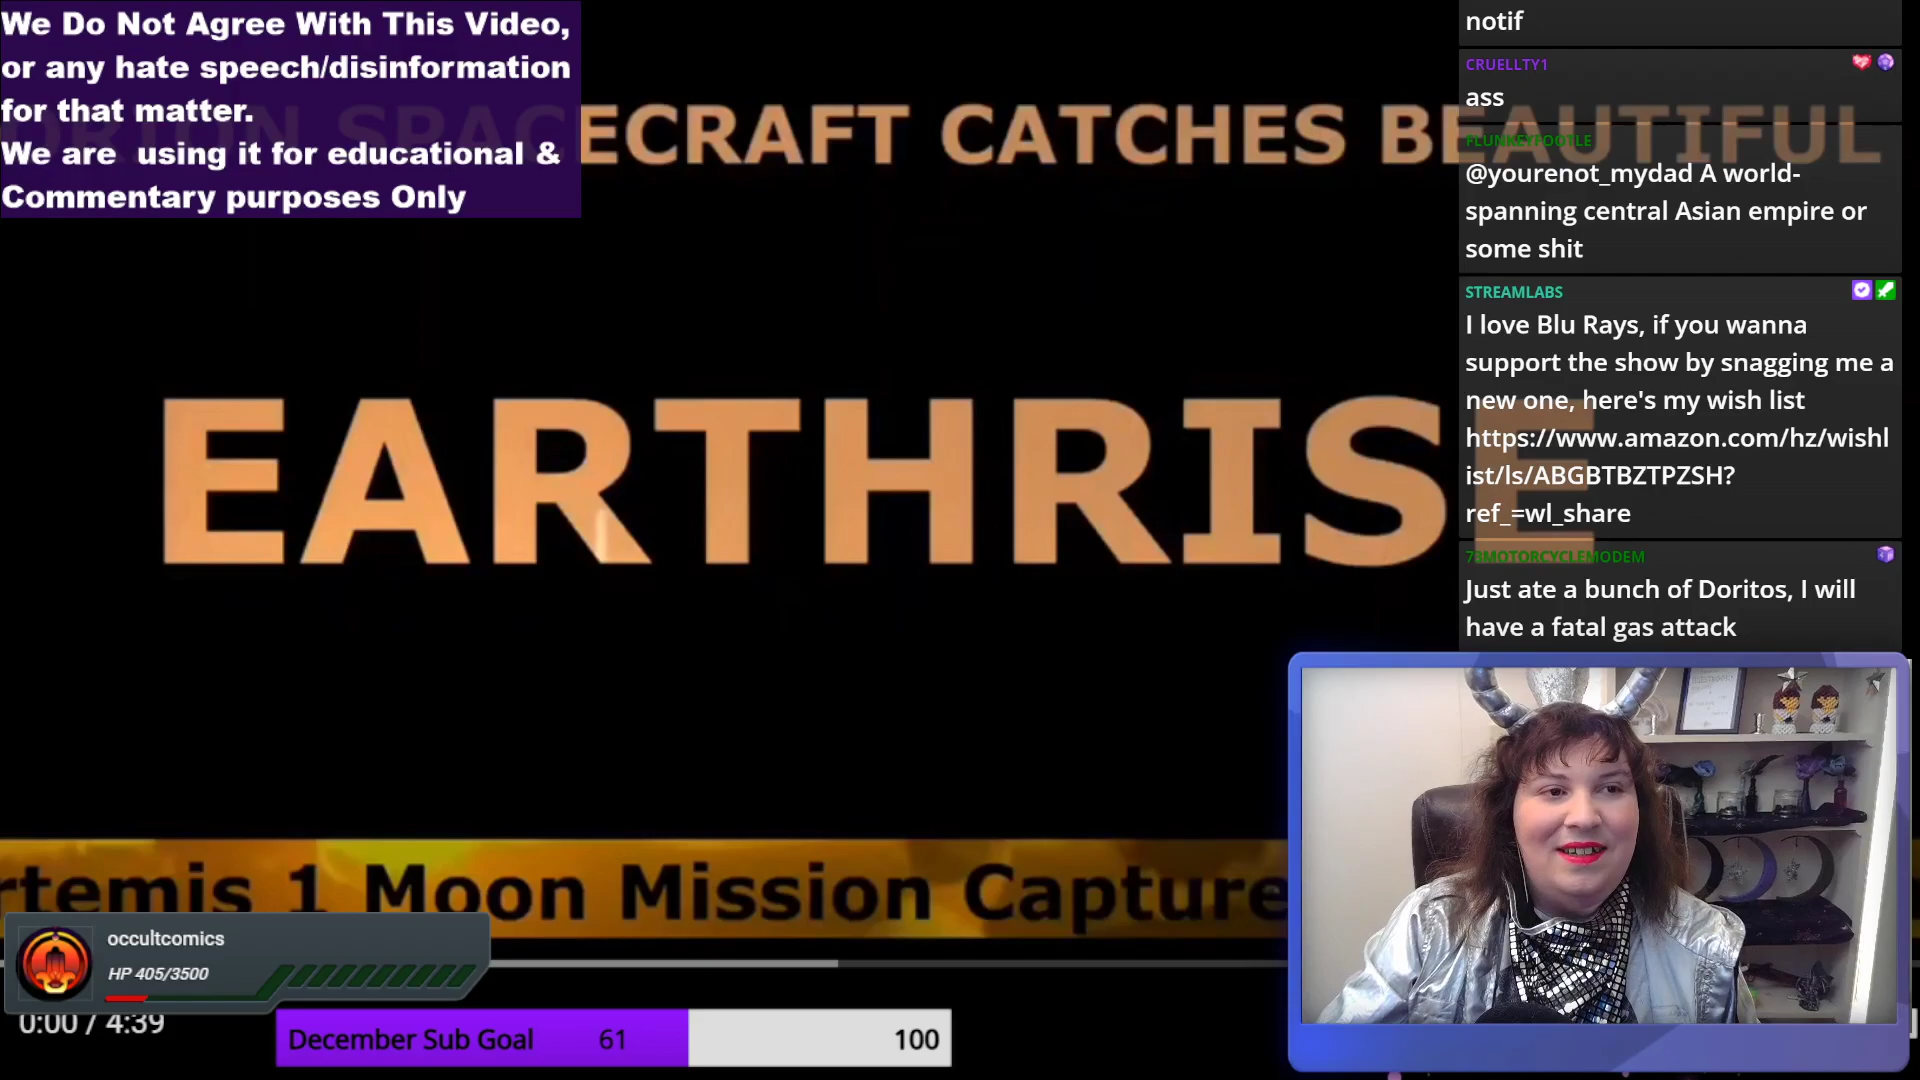 We Do Not Agree With This Video,
or any hate speech/disinformation
for that matter.
We are using it for educational &
Commentary purposes Only
ORION SPACECRAFT CATCHES BEAUTIFUL
EARTHRISE
rtemis 1 Moon Mission Capture
occultcomics
HP 405/3500
0:00 / 4:39
December Sub Goal 61 100
notif
CRUELLTY1
ass
FLUNKEYFOOTLE
@yourenot_mydad A world-
spanning central Asian empire or
some shit
STREAMLABS
I love Blu Rays, if you wanna
support the show by snagging me a
new one, here's my wish list
https://www.amazon.com/hz/wishl
ist/ls/ABGBTBZTPZSH?
ref_=wl_share
73MOTORCYCLEMODEM
Just ate a bunch of Doritos, I will
have a fatal gas attack